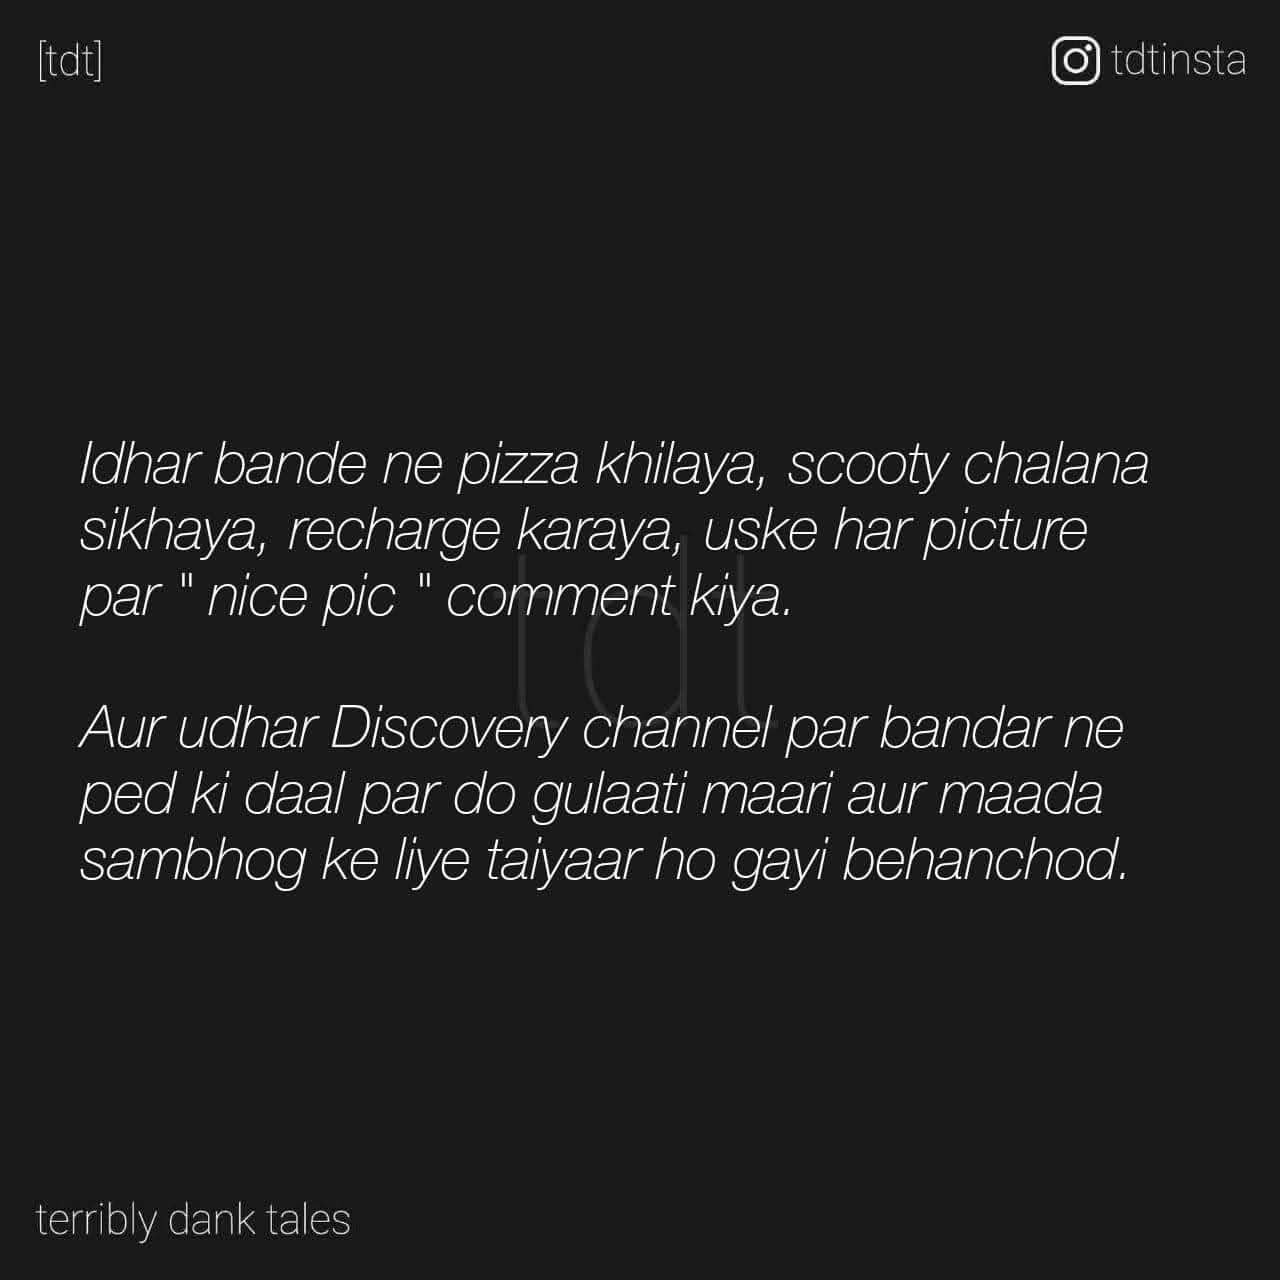 [tdt]
tdtinsta
Idhar bande ne pizza khilaya, scooty chalana
sikhaya, recharge karaya, uske har picture
par " nice pic " comment kiya.
Aur udhar Discovery channel par bandar ne
ped ki daal par do gulaati maari aur maada
sambhog ke liye taiyaar ho gayi behanchod.
tdt
terribly dank tales